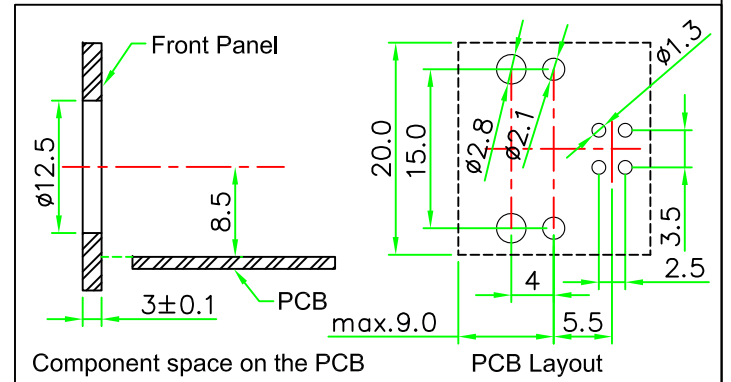 Front Panel
ø12.5
8.5
3±0.1
PCB
Component space on the PCB
20.0
15.0
ø2.8
ø2.1
ø1.3
3.5
2.5
4
max.9.0
5.5
PCB Layout